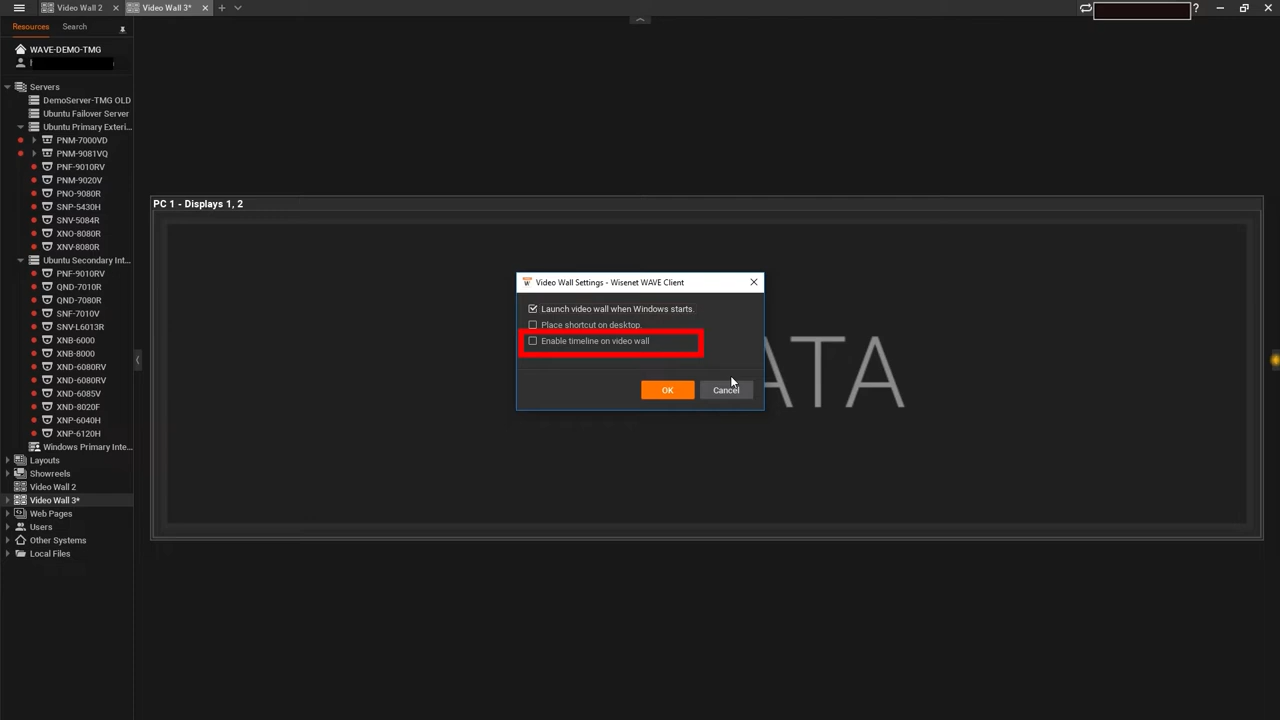 Video Wall 2
Video Wall 3*
?
Resources
Search
WAVE-DEMO-TMG
Servers
DemoServer-TMG OLD
Ubuntu Failover Server
Ubuntu Primary Exteri...
PNM-7000VD
PNM-9081VQ
PNF-9010RV
PNM-9020V
PNO-9080R
SNP-5430H
SNV-5084R
XNO-8080R
XNV-8080R
Ubuntu Secondary Int...
PNF-9010RV
QND-7010R
QND-7080R
SNF-7010V
SNV-L6013R
XNB-6000
XNB-8000
XND-6080RV
XND-6080RV
XND-6085V
XND-8020F
XNP-6040H
XNP-6120H
Windows Primary Inte...
Layouts
Showreels
Video Wall 2
Video Wall 3*
Web Pages
Users
Other Systems
Local Files
PC 1 - Displays 1, 2
Video Wall Settings - Wisenet WAVE Client
Launch video wall when Windows starts.
Place shortcut on desktop.
Enable timeline on video wall
OK
Cancel
ATA